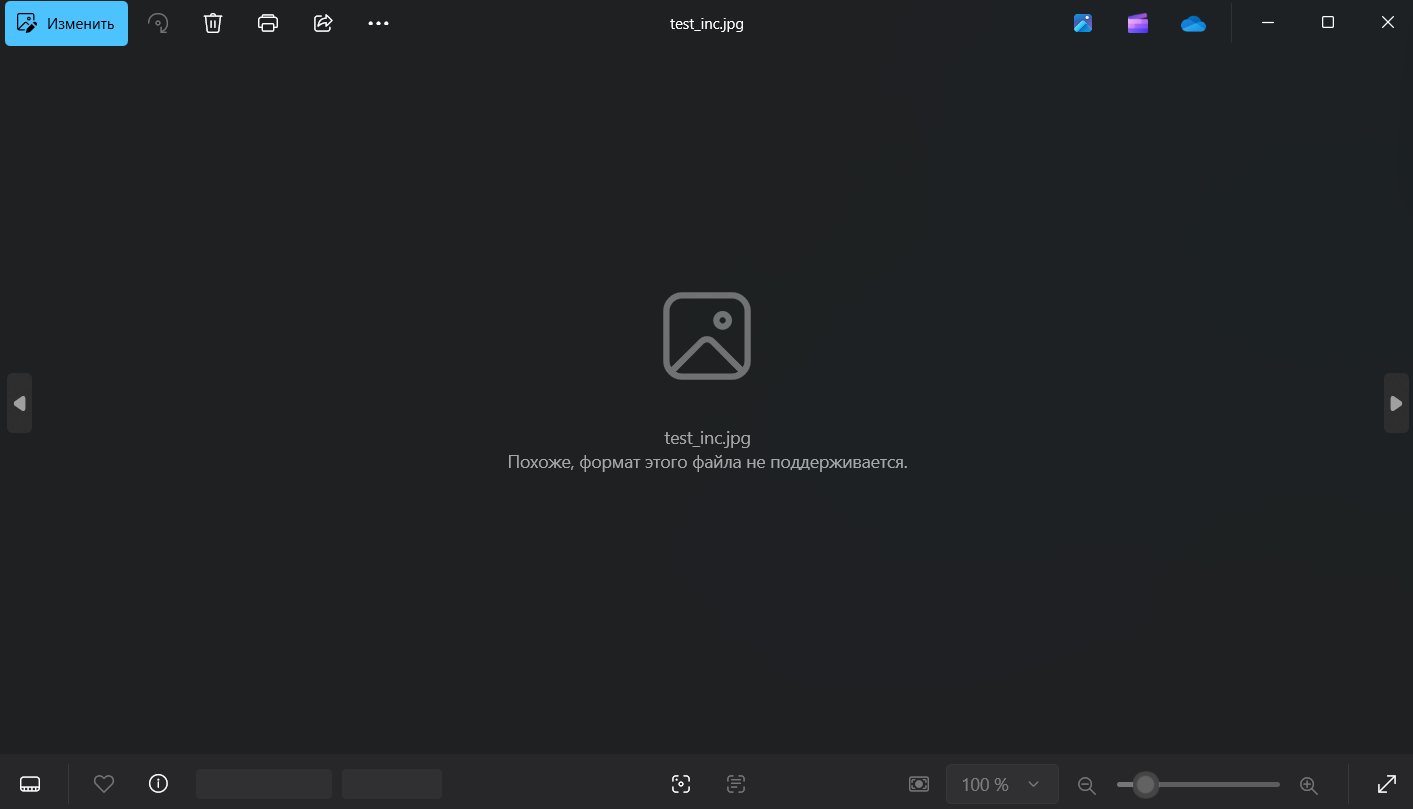 Изменить
test_inc.jpg
test_inc.jpg
Похоже, формат этого файла не поддерживается.
100 %